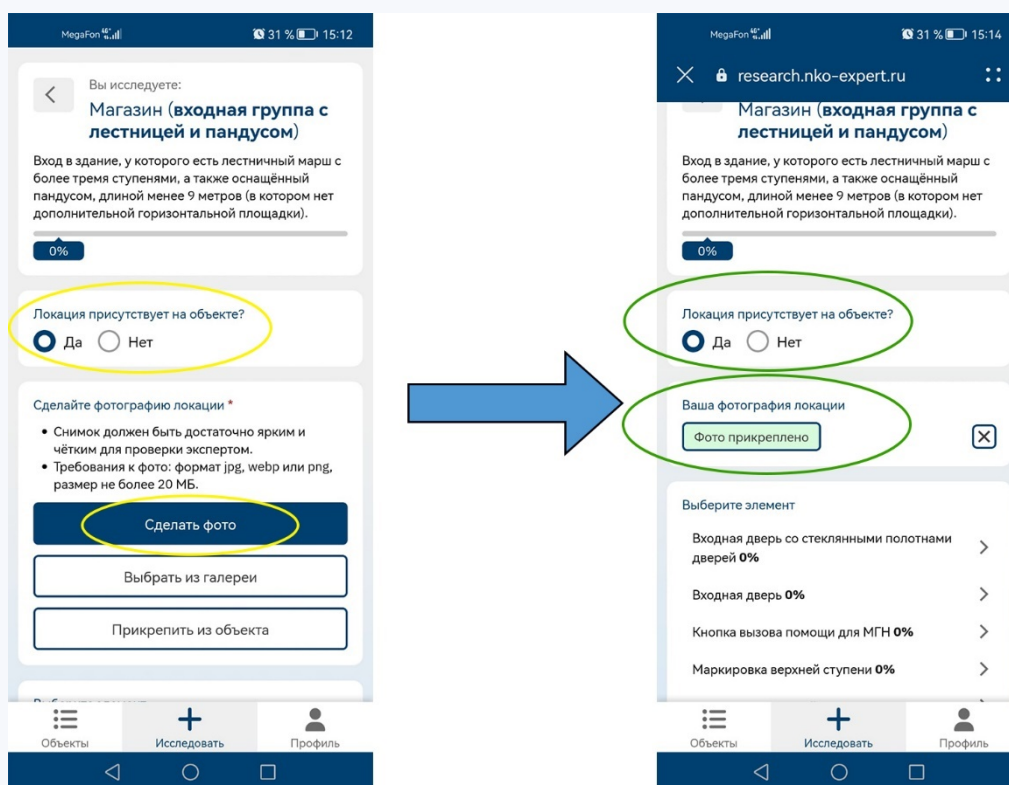 MegaFon 46+ 31 % 15:12
Вы исследуете:
Магазин (входная группа с
лестницей и пандусом)
Вход в здание, у которого есть лестничный марш с
более тремя ступенями, а также оснащённый
пандусом, длиной менее 9 метров (в котором нет
дополнительной горизонтальной площадки).
0%
Локация присутствует на объекте?
Да Нет
Сделайте фотографию локации *
• Снимок должен быть достаточно ярким и
чётким для проверки экспертом.
• Требования к фото: формат jpg, webp или png,
размер не более 20 МБ.
Сделать фото
Выбрать из галереи
Прикрепить из объекта
Объекты Исследовать Профиль
MegaFon 46+ 31 % 15:14
research.nko-expert.ru
Магазин (входная группа с
лестницей и пандусом)
Вход в здание, у которого есть лестничный марш с
более тремя ступенями, а также оснащённый
пандусом, длиной менее 9 метров (в котором нет
дополнительной горизонтальной площадки).
0%
Локация присутствует на объекте?
Да Нет
Ваша фотография локации
Фото прикреплено
Выберите элемент
Входная дверь со стеклянными полотнами
дверей 0%
Входная дверь 0%
Кнопка вызова помощи для МГН 0%
Маркировка верхней ступени 0%
Объекты Исследовать Профиль